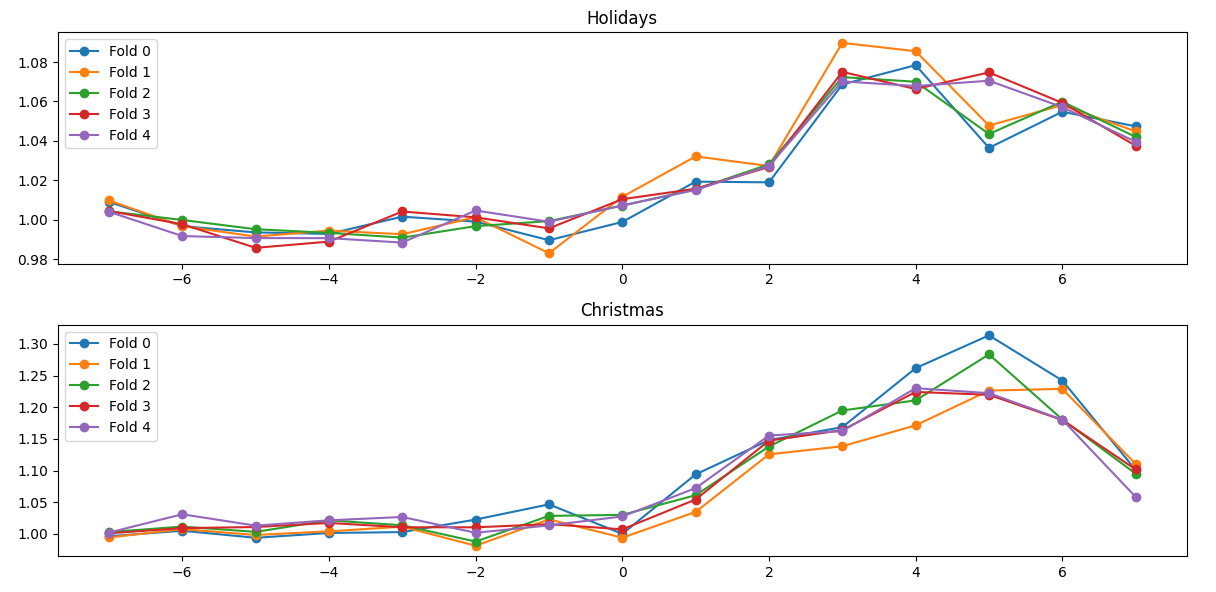 Holidays
Fold 0
Fold 1
Fold 2
Fold 3
Fold 4
1.08
1.06
1.04
1.02
1.00
0.98
−6 −4 −2 0 2 4 6
Christmas
Fold 0
Fold 1
Fold 2
Fold 3
Fold 4
1.30
1.25
1.20
1.15
1.10
1.05
1.00
−6 −4 −2 0 2 4 6